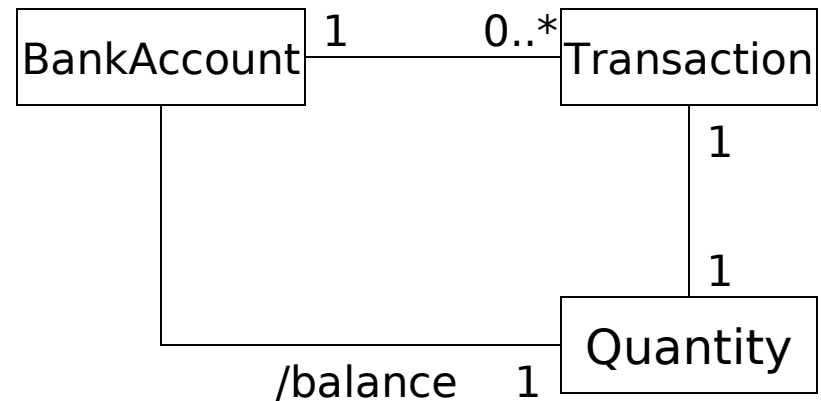 1 0..*
BankAccount Transaction
1
1
Quantity
/balance 1